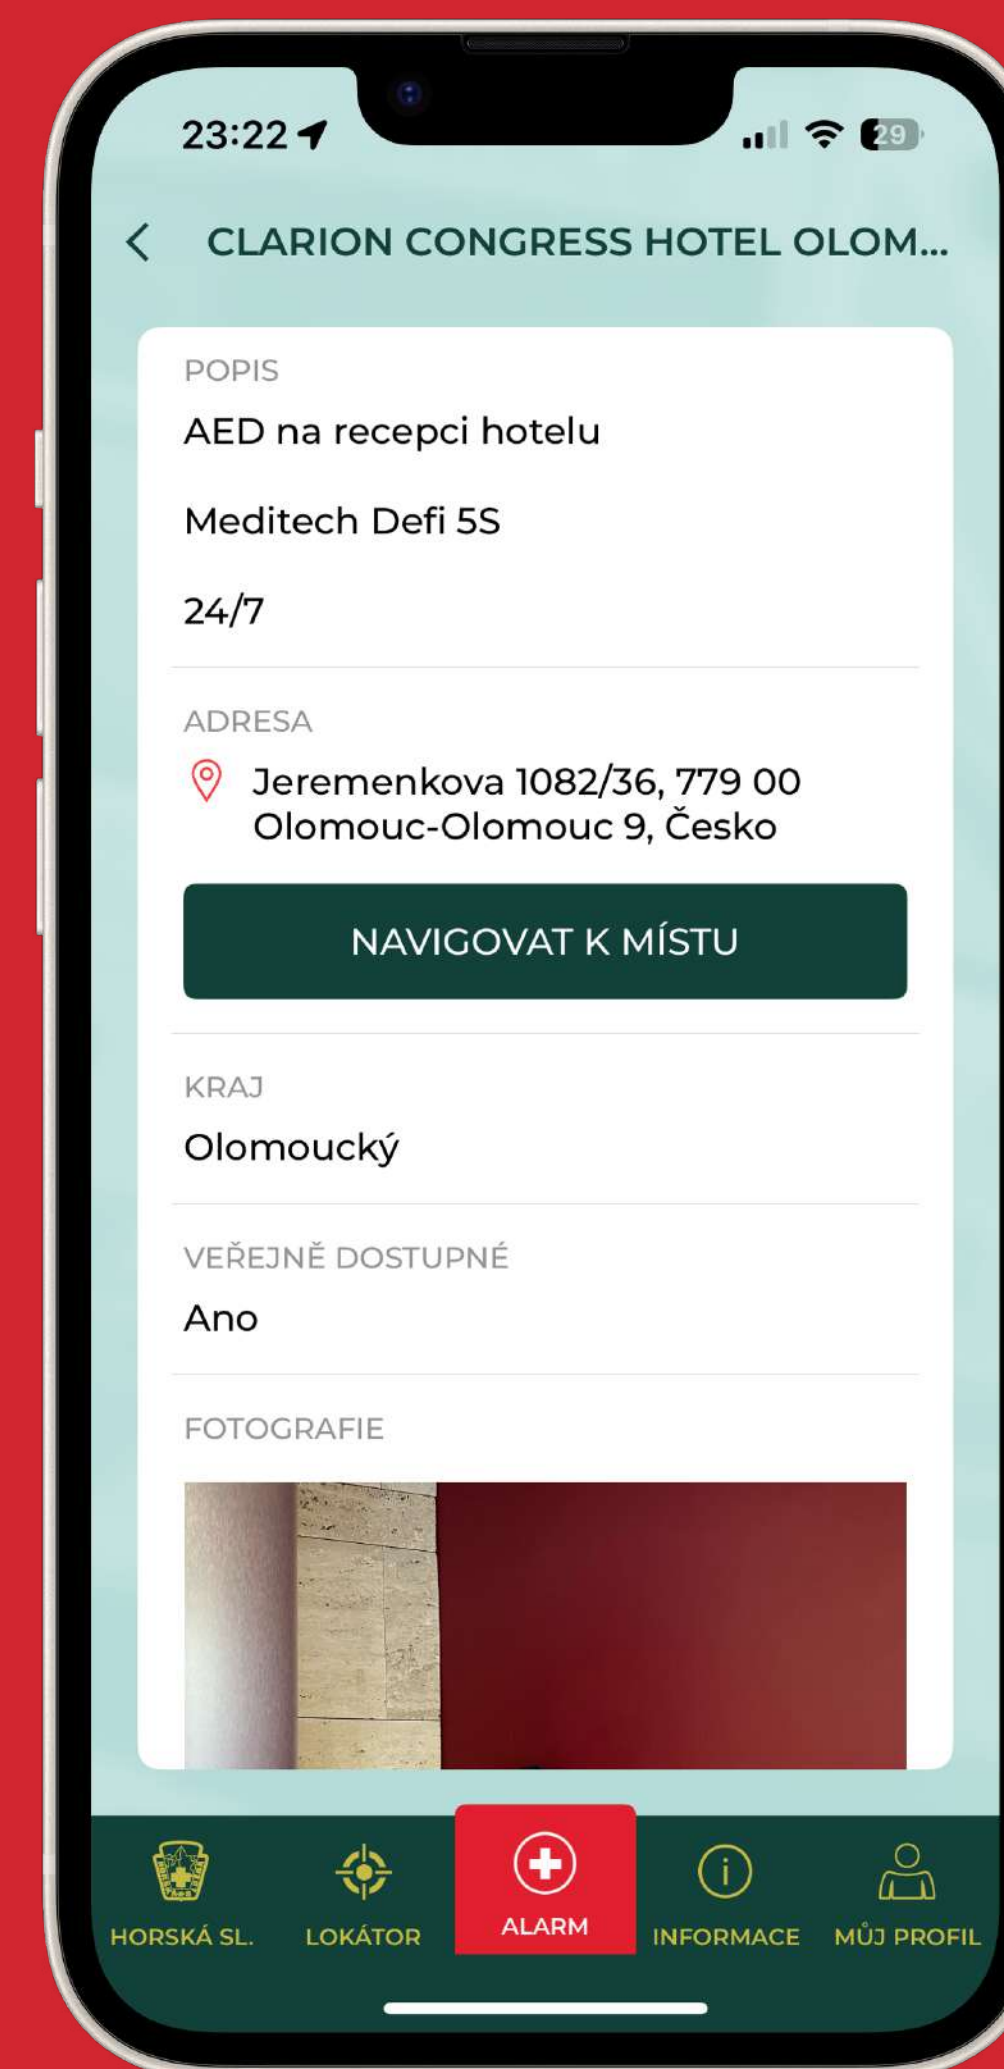 23:22
29
CLARION CONGRESS HOTEL OLOM...
POPIS
AED na recepci hotelu
Meditech Defi 5S
24/7
ADRESA
Jeremenkova 1082/36, 779 00
Olomouc-Olomouc 9, Česko
NAVIGOVAT K MÍSTU
KRAJ
Olomoucký
VEŘEJNĚ DOSTUPNÉ
Ano
FOTOGRAFIE
HORSKÁ SL.
LOKÁTOR
ALARM
INFORMACE
MŮJ PROFIL